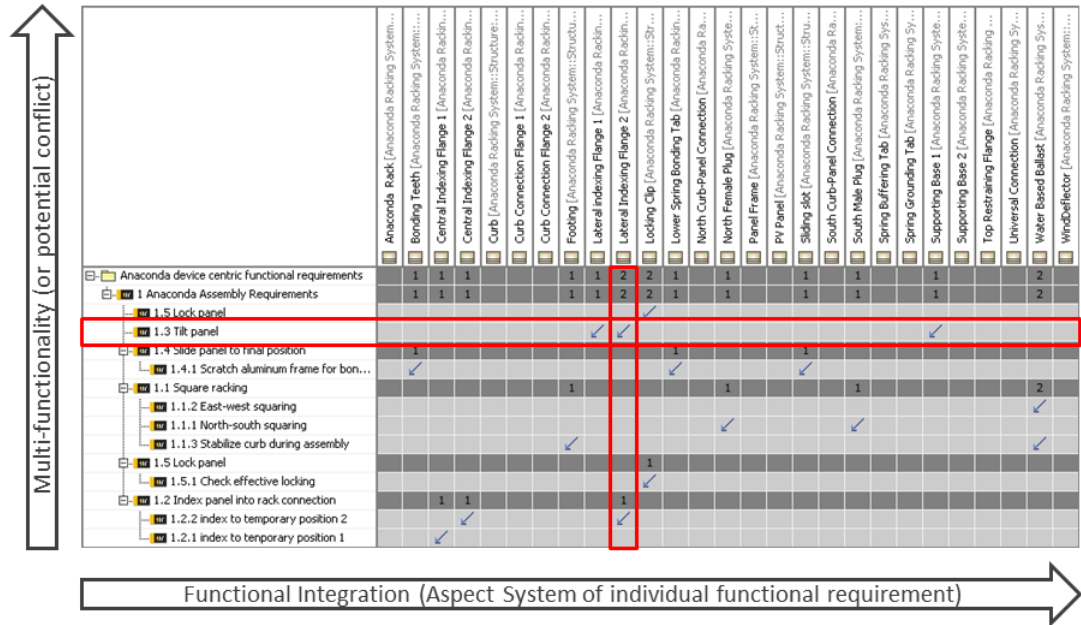 Multi-functionality (or potential conflict)
Anaconda Rack [Anaconda Racking System...
Bonding Teeth [Anaconda Racking System::...
Central Indexing Flange 1 [Anaconda Rackin...
Central Indexing Flange 2 [Anaconda Rackin...
Curb [Anaconda Racking System::Structure:...
Curb Connection Flange 1 [Anaconda Rackin...
Curb Connection Flange 2 [Anaconda Rackin...
Footing [Anaconda Racking System::Structu...
Lateral indexing Flange 1 [Anaconda Rackin...
Lateral Indexing Flange 2 [Anaconda Rackin...
Locking Clip [Anaconda Racking System::Str...
Lower Spring Bonding Tab [Anaconda Rackin...
North Curb-Panel Connection [Anaconda Ra...
North Female Plug [Anaconda Racking Syste...
Panel Frame [Anaconda Racking System::St...
PV Panel [Anaconda Racking System::Struct...
Sliding slot [Anaconda Racking System::Stru...
South Curb-Panel Connection [Anaconda Ra...
South Male Plug [Anaconda Racking System:...
Spring Buffering Tab [Anaconda Racking Sys...
Spring Grounding Tab [Anaconda Racking Sy...
Supporting Base 1 [Anaconda Racking Syste...
Supporting Base 2 [Anaconda Racking Syste...
Top Restraining Flange [Anaconda Racking ...
Universal Connection [Anaconda Racking Sy...
Water Based Ballast [Anaconda Racking Sys...
WindDeflector [Anaconda Racking System::...
Anaconda device centric functional requirements 1 1 1 1 1 2 2 1 1 1 1 1 2
1 Anaconda Assembly Requirements 1 1 1 1 1 2 2 1 1 1 1 1 2
1.5 Lock panel
1.3 Tilt panel
1.4 Slide panel to final position 1 1 1
1.4.1 Scratch aluminum frame for bon...
1.1 Square racking 1 1 1 2
1.1.2 East-west squaring
1.1.1 North-south squaring
1.1.3 Stabilize curb during assembly
1.5 Lock panel 1
1.5.1 Check effective locking
1.2 Index panel into rack connection 1 1 1
1.2.2 index to temporary position 2
1.2.1 index to tenporary position 1
Functional Integration (Aspect System of individual functional requirement)